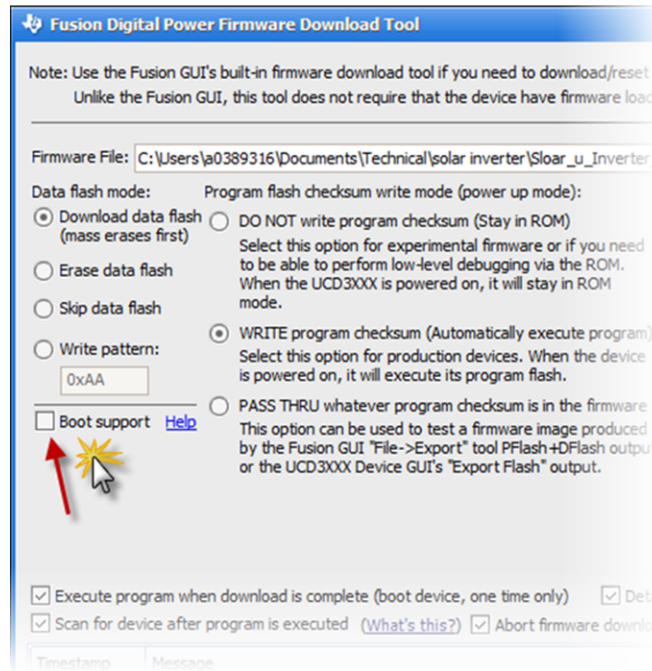 Fusion Digital Power Firmware Download Tool
Note: Use the Fusion GUI's built-in firmware download tool if you need to download/reset
Unlike the Fusion GUI, this tool does not require that the device have firmware
Firmware File: C:\Users\a0389316\Documents\Technical\solar inverter\Sloar_u_Inverter
Data flash mode:
Program flash checksum write mode (power up mode):
Download data flash
(mass erases first)
Erase data flash
Skip data flash
Write pattern:
0xAA
Boot support Help
DO NOT write program checksum (Stay in ROM)
Select this option for experimental firmware or if you need
to be able to perform low-level debugging via the ROM.
When the UCD3XXX is powered on, it will stay in ROM
mode.
WRITE program checksum (Automatically execute program)
Select this option for production devices. When the device
is powered on, it will execute its program flash.
PASS THRU whatever program checksum is in the firmware
This option can be used to test a firmware image produced
by the Fusion GUI "File->Export" tool PFlash+DFlash output
or the UCD3XXX Device GUI's "Export Flash" output.
Execute program when download is complete (boot device, one time only)
Scan for device after program is executed (What's this?) Abort firmware
Timestamp Message